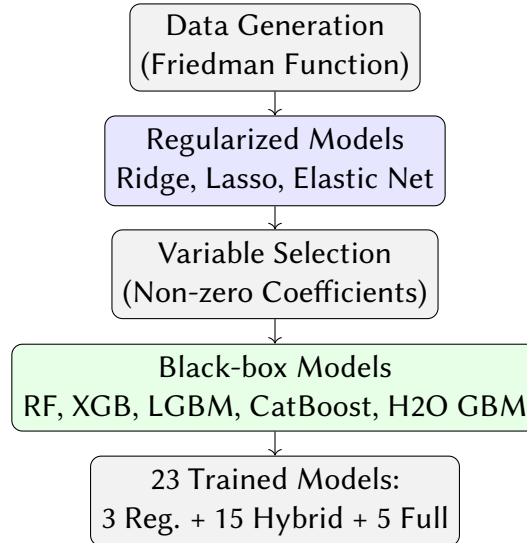 Data Generation
(Friedman Function)
Regularized Models
Ridge, Lasso, Elastic Net
Variable Selection
(Non-zero Coefficients)
Black-box Models
RF, XGB, LGBM, CatBoost, H2O GBM
23 Trained Models:
3 Reg. + 15 Hybrid + 5 Full